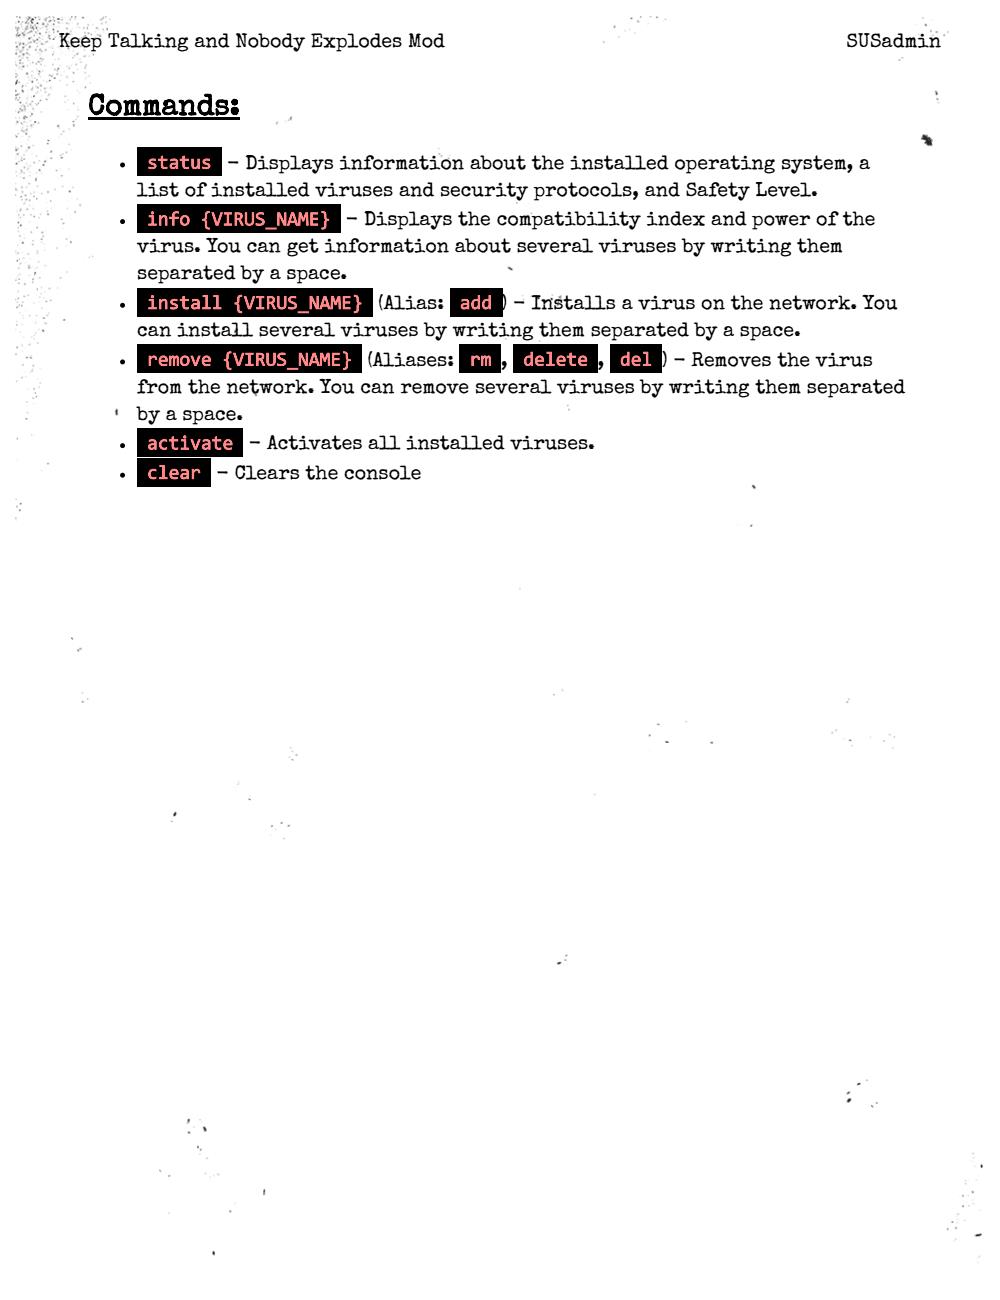 Keep Talking and Nobody Explodes Mod SUSadmin
Commands:
• status – Displays information about the installed operating system, a
list of installed viruses and security protocols, and Safety Level.
• info {VIRUS_NAME} – Displays the compatibility index and power of the
virus. You can get information about several viruses by writing them
separated by a space.
• install {VIRUS_NAME} (Alias: add) – Installs a virus on the network. You
can install several viruses by writing them separated by a space.
• remove {VIRUS_NAME} (Aliases: rm, delete, del) – Removes the virus
from the network. You can remove several viruses by writing them separated
by a space.
• activate – Activates all installed viruses.
• clear – Clears the console